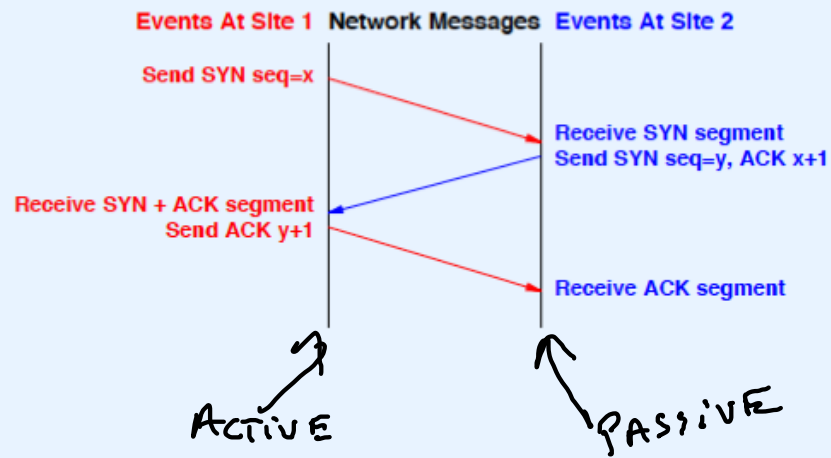 Events At SIte 1 Network Messages Events At Site 2
Send SYN seq=x
Receive SYN segment
Send SYN seq=y, ACK x+1
Receive SYN + ACK segment
Send ACK y+1
Receive ACK segment
ACTIVE
PASSIVE